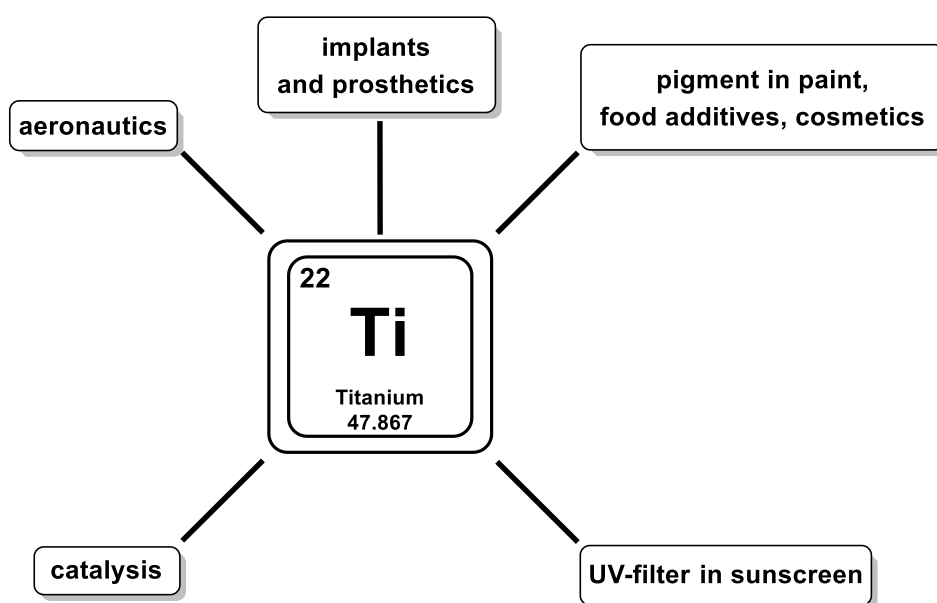 implants
and prosthetics
pigment in paint,
food additives, cosmetics
aeronautics
22
Ti
Titanium
47.867
catalysis
UV-filter in sunscreen